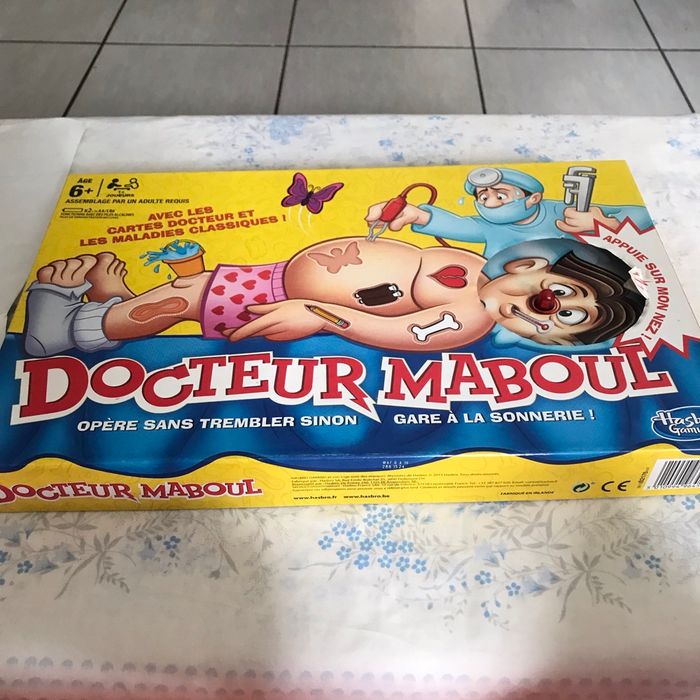 ÂGE
6+
JOUEURS
ASSEMBLAGE PAR UN ADULTE REQUIS
AVEC LES
CARTES DOCTEUR ET
LES MALADIES CLASSIQUES !
APPUIE SUR MON NEZ !
DOCTEUR MABOUL
OPÈRE SANS TREMBLER SINON GARE À LA SONNERIE !
Hasbro
Gaming
DOCTEUR MABOUL
www.hasbro.fr www.hasbro.be
FABRIQUÉ EN IRLANDE
CE